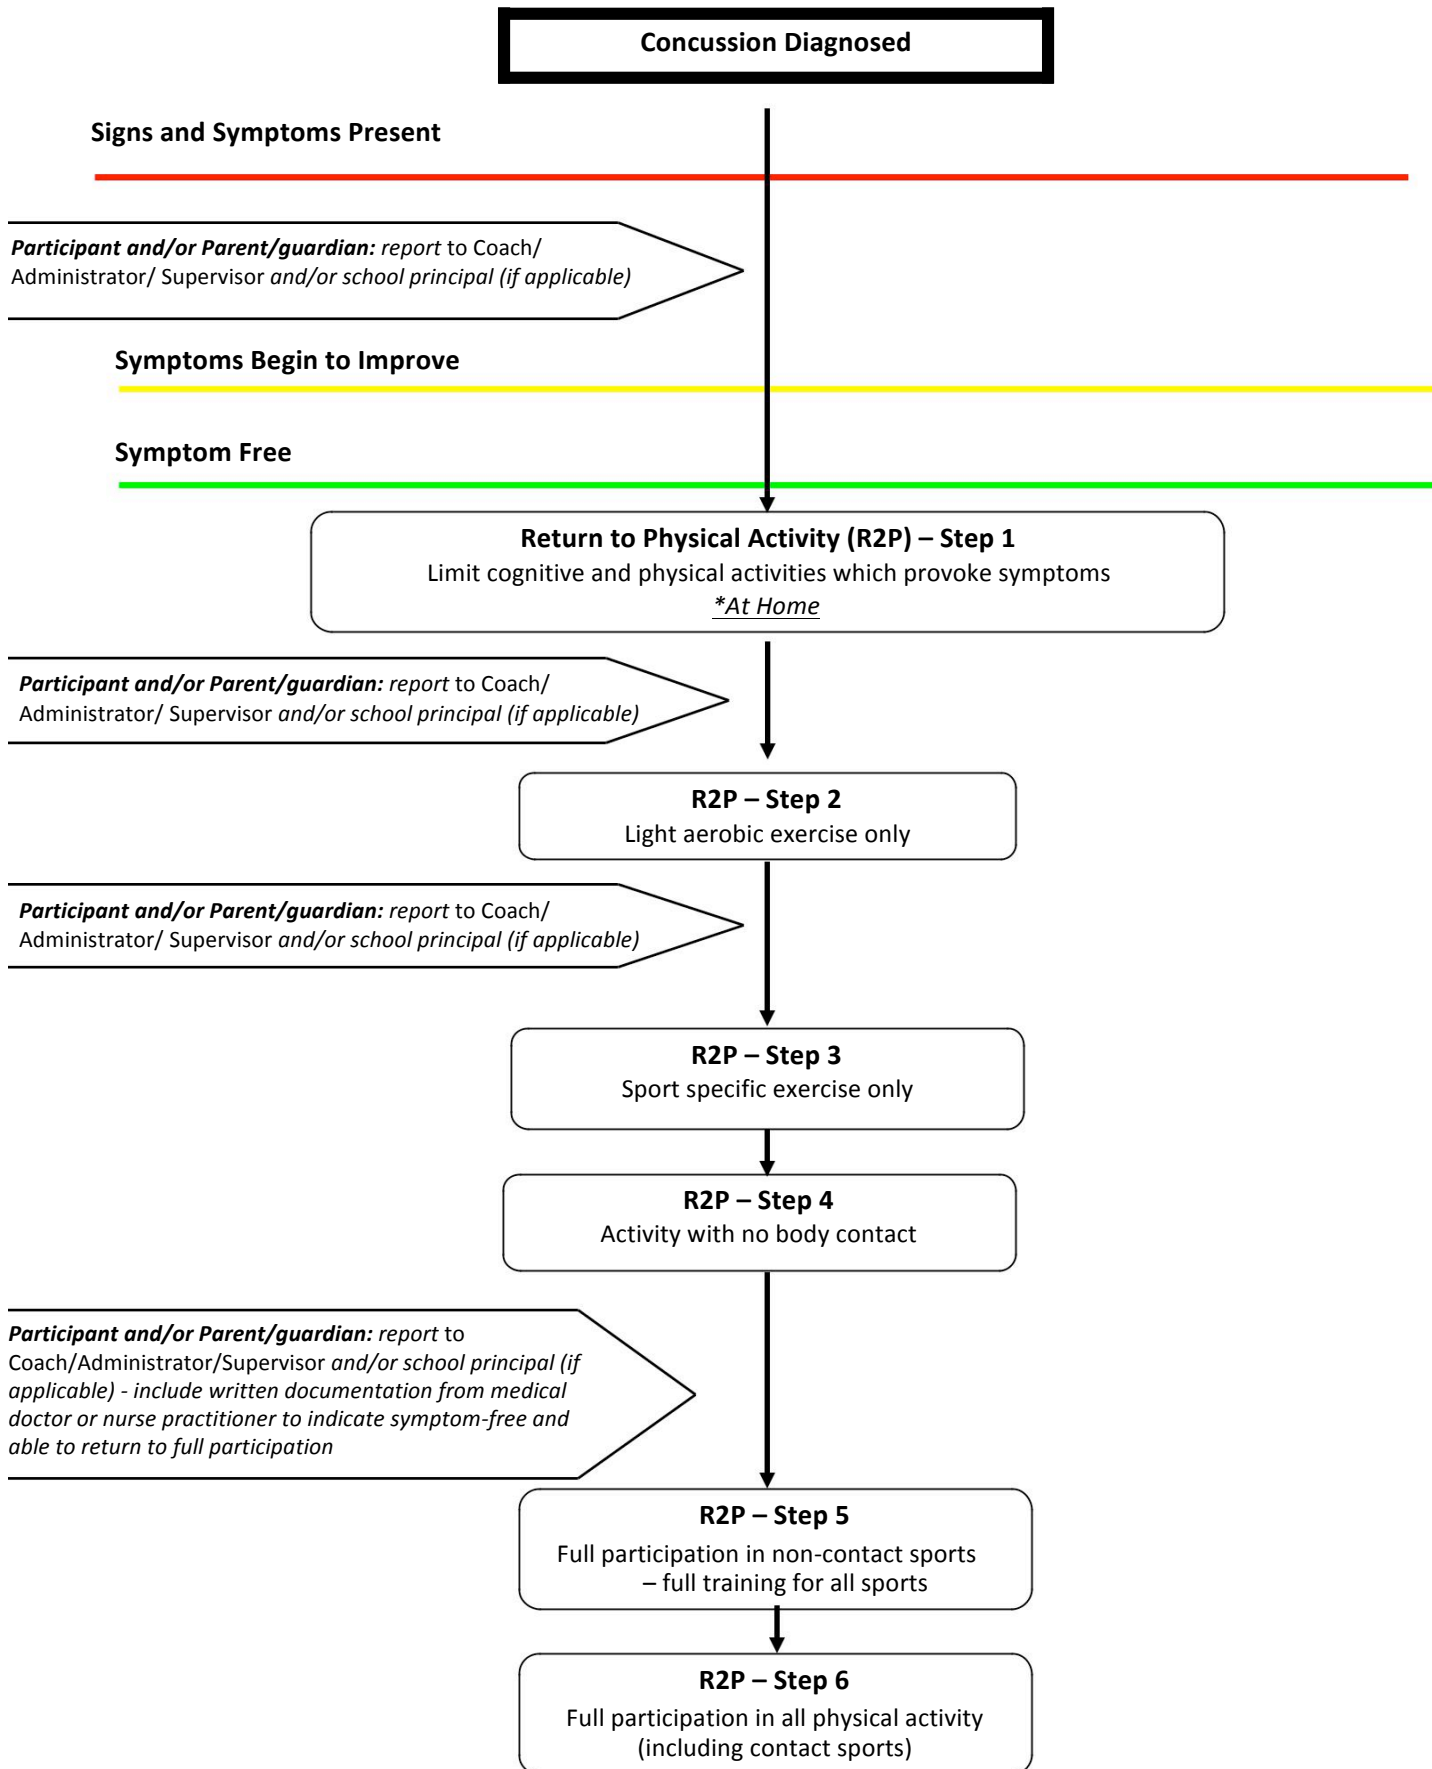 Concussion Diagnosed
Signs and Symptoms Present
Participant and/or Parent/guardian: report to Coach/
Administrator/ Supervisor and/or school principal (if applicable)
Symptoms Begin to Improve
Symptom Free
Return to Physical Activity (R2P) – Step 1
Limit cognitive and physical activities which provoke symptoms
*At Home
Participant and/or Parent/guardian: report to Coach/
Administrator/ Supervisor and/or school principal (if applicable)
R2P – Step 2
Light aerobic exercise only
Participant and/or Parent/guardian: report to Coach/
Administrator/ Supervisor and/or school principal (if applicable)
R2P – Step 3
Sport specific exercise only
R2P – Step 4
Activity with no body contact
Participant and/or Parent/guardian: report to
Coach/Administrator/Supervisor and/or school principal (if
applicable) - include written documentation from medical
doctor or nurse practitioner to indicate symptom-free and
able to return to full participation
R2P – Step 5
Full participation in non-contact sports
– full training for all sports
R2P – Step 6
Full participation in all physical activity
(including contact sports)